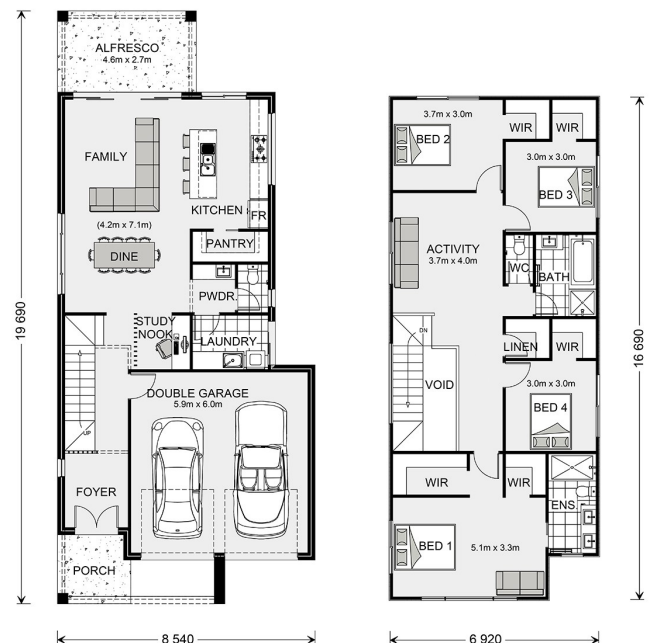 ALFRESCO
4.6m x 2.7m
FAMILY
KITCHEN
FR
(4.2m x 7.1m)
PANTRY
DINE
PWDR.
STUDY
NOOK
LAUNDRY
DOUBLE GARAGE
5.9m x 6.0m
UP
FOYER
PORCH
19 690
8 540
3.7m x 3.0m
BED 2
WIR
WIR
3.0m x 3.0m
BED 3
ACTIVITY
3.7m x 4.0m
WC
BATH
DN
LINEN
WIR
VOID
3.0m x 3.0m
BED 4
WIR
WIR
ENS.
BED 1
5.1m x 3.3m
16 690
6 920